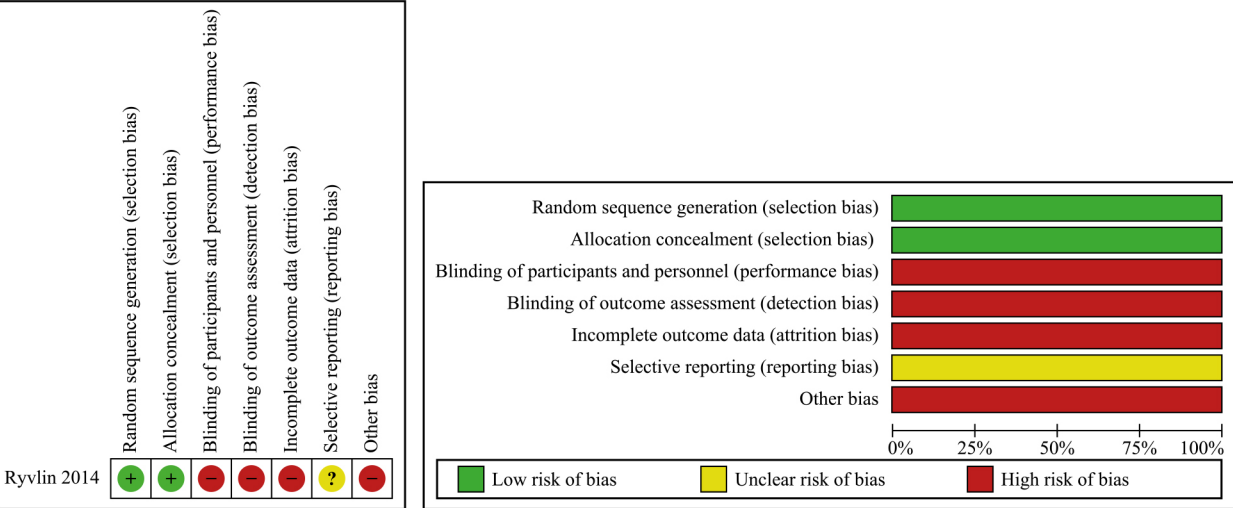 Random sequence generation (selection bias)
Allocation concealment (selection bias)
Blinding of participants and personnel (performance bias)
Blinding of outcome assessment (detection bias)
Incomplete outcome data (attrition bias)
Selective reporting (reporting bias)
Other bias
Ryvlin 2014 + + – – – ? –
Random sequence generation (selection bias)
Allocation concealment (selection bias)
Blinding of participants and personnel (performance bias)
Blinding of outcome assessment (detection bias)
Incomplete outcome data (attrition bias)
Selective reporting (reporting bias)
Other bias
0% 25% 50% 75% 100%
Low risk of bias Unclear risk of bias High risk of bias